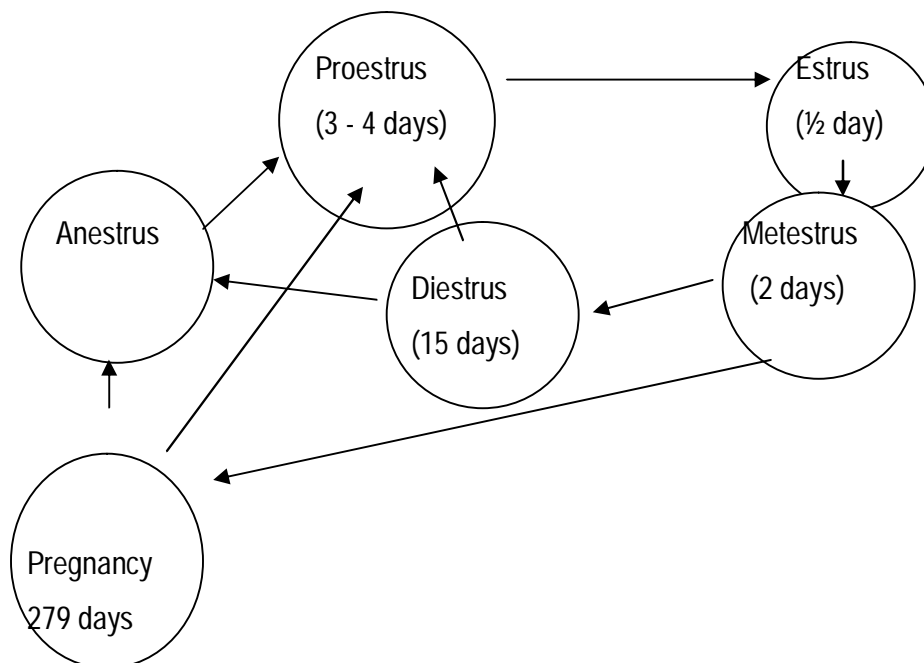 Proestrus
(3 - 4 days)
Estrus
(½ day)
Anestrus
Diestrus
(15 days)
Metestrus
(2 days)
Pregnancy
279 days